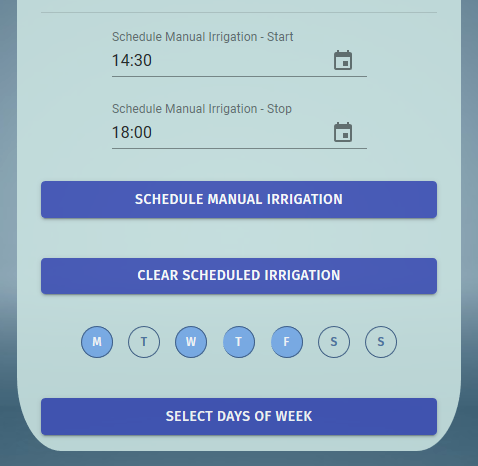 Schedule Manual Irrigation - Start
14:30
Schedule Manual Irrigation - Stop
18:00
SCHEDULE MANUAL IRRIGATION
CLEAR SCHEDULED IRRIGATION
M T W T F S S
SELECT DAYS OF WEEK